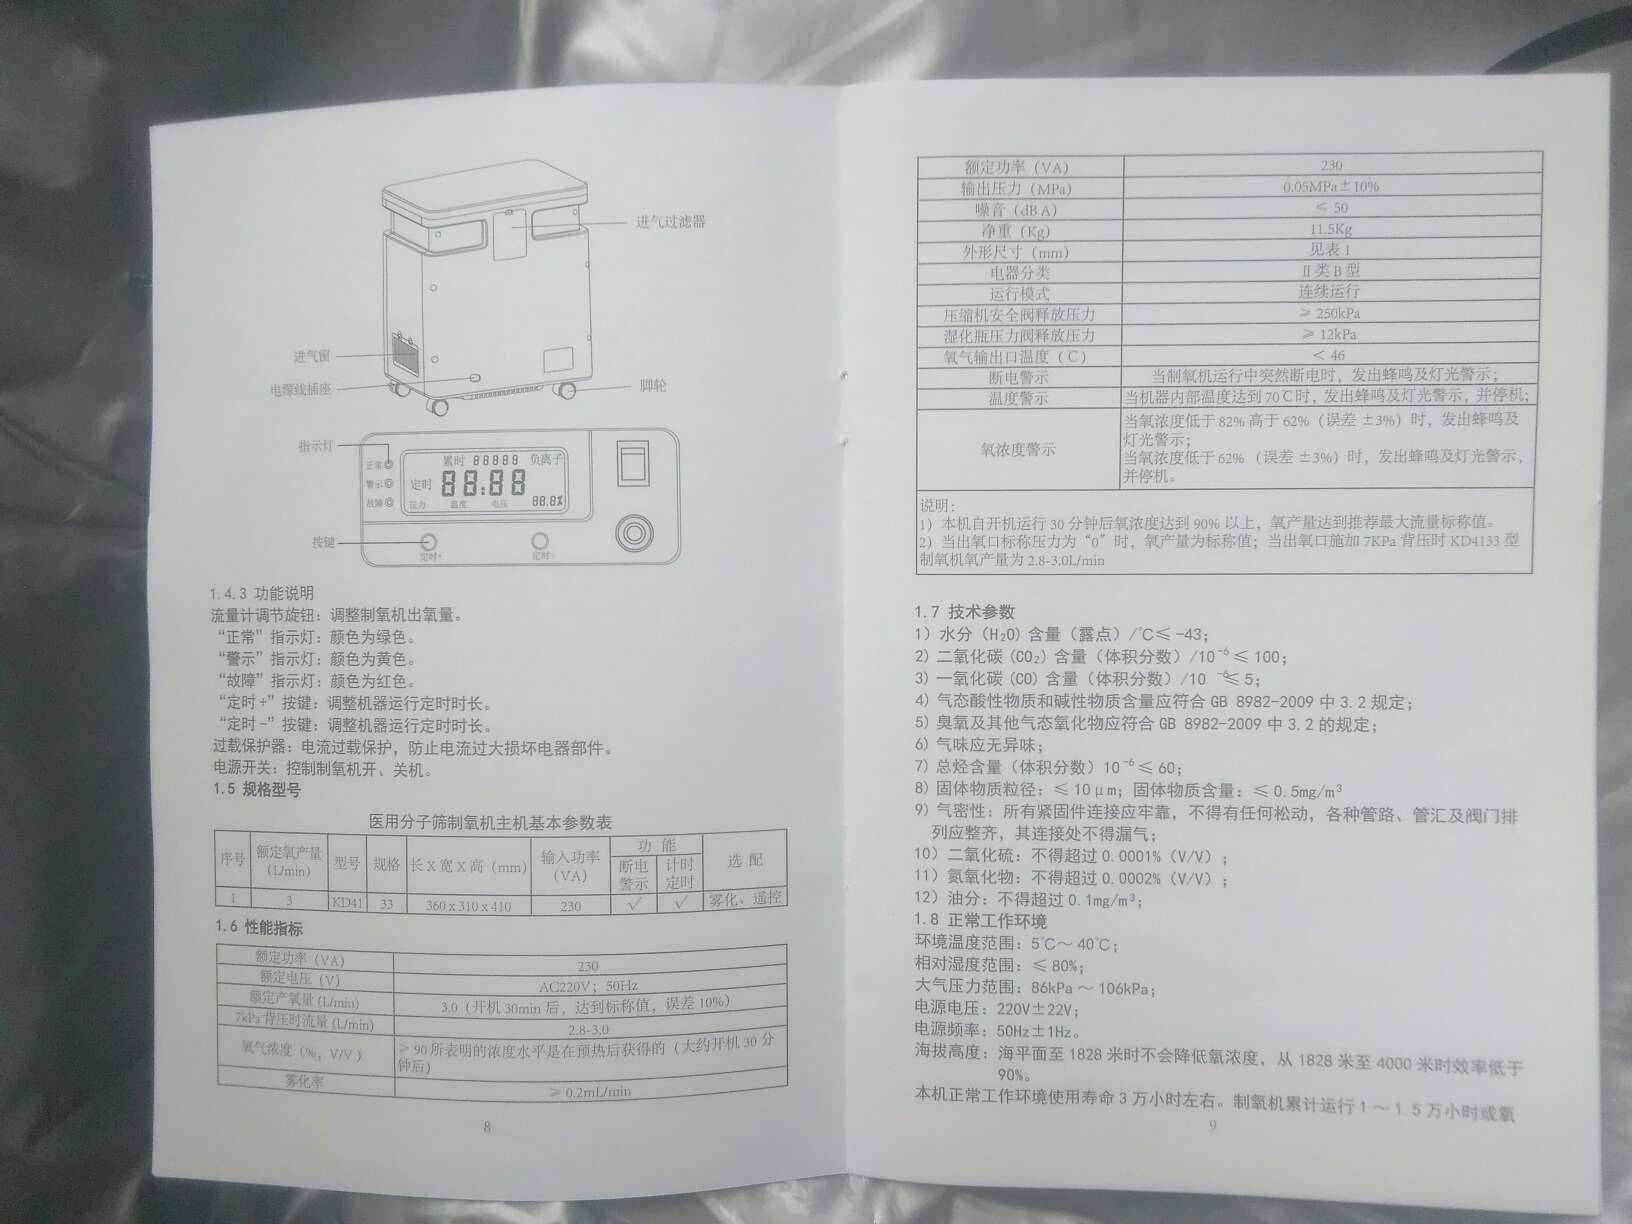 进气过滤器
进气窗
电源线插座
脚轮
指示灯
正常
警示
故障
累时 88888 负离子
定时 88:88
压力 温度 电压 88.8%
按键
定时+
定时-
1.4.3 功能说明
流量计调节旋钮：调整制氧机出氧量。
“正常”指示灯：颜色为绿色。
“警示”指示灯：颜色为黄色。
“故障”指示灯：颜色为红色。
“定时+”按键：调整机器运行定时时长。
“定时-”按键：调整机器运行定时时长。
过载保护器：电流过载保护，防止电流过大损坏电器部件。
电源开关：控制制氧机开、关机。
1.5 规格型号
医用分子筛制氧机主机基本参数表
序号 额定氧产量（L/min） 型号 规格 长X宽X高（mm） 输入功率（VA） 功 能 断电警示 计时定时 选 配
1 3 KD41 33 360 x 310 x 410 230 √ √ 雾化、遥控
1.6 性能指标
额定功率（VA） 230
额定电压（V） AC220V；50Hz
额定产氧量 (L/min) 3.0（开机 30min 后，达到标称值，误差 10%）
7kPa 背压时流量 (L/min) 2.8-3.0
氧气浓度（%，V/V） ≥ 90 所表明的浓度水平是在预热后获得的（大约开机 30 分
钟后）
雾化率 ≥ 0.2mL/min
8
额定功率（VA） 230
输出压力（MPa） 0.05MPa±10%
噪音（dB A） ≤ 50
净重（Kg） 11.5Kg
外形尺寸（mm） 见表 1
电器分类 II 类 B 型
运行模式 连续运行
压缩机安全阀释放压力 ≥ 250kPa
湿化瓶压力阀释放压力 ≥ 12kPa
氧气输出口温度（C） < 46
断电警示 当制氧机运行中突然断电时，发出蜂鸣及灯光警示；
温度警示 当机器内部温度达到 70 C 时，发出蜂鸣及灯光警示，并停机；
氧浓度警示 当氧浓度低于 82% 高于 62%（误差 ±3%）时，发出蜂鸣及
灯光警示；
当氧浓度低于 62%（误差 ±3%）时，发出蜂鸣及灯光警示，
并停机。
说明：
1）本机自开机运行 30 分钟后氧浓度达到 90% 以上，氧产量达到推荐最大流量标称值。
2）当出氧口标称压力为“0”时，氧产量为标称值；当出氧口施加 7KPa 背压时 KD4133 型
制氧机氧产量为 2.8-3.0L/min
1.7 技术参数
1）水分（H₂O）含量（露点）/℃≤ -43；
2）二氧化碳（CO₂）含量（体积分数）/10⁻⁶≤ 100；
3）一氧化碳（CO）含量（体积分数）/10⁻⁶≤ 5；
4）气态酸性物质和碱性物质含量应符合 GB 8982-2009 中 3.2 规定；
5）臭氧及其他气态氧化物应符合 GB 8982-2009 中 3.2 的规定；
6）气味应无异味；
7）总烃含量（体积分数）10⁻⁶≤ 60；
8）固体物质粒径：≤ 10 μm；固体物质含量：≤ 0.5mg/m³
9）气密性：所有紧固件连接应牢靠，不得有任何松动，各种管路、管汇及阀门排
列应整齐，其连接处不得漏气；
10）二氧化硫：不得超过 0.0001%（V/V）；
11）氮氧化物：不得超过 0.0002%（V/V）；
12）油分：不得超过 0.1mg/m³；
1.8 正常工作环境
环境温度范围：5℃～ 40℃；
相对湿度范围：≤ 80%；
大气压力范围：86kPa ～ 106kPa；
电源电压：220V±22V；
电源频率：50Hz±1Hz。
海拔高度：海平面至 1828 米时不会降低氧浓度，从 1828 米至 4000 米时效率低于
90%。
本机正常工作环境使用寿命 3 万小时左右。制氧机累计运行 1 ～ 1.5 万小时或氧
9